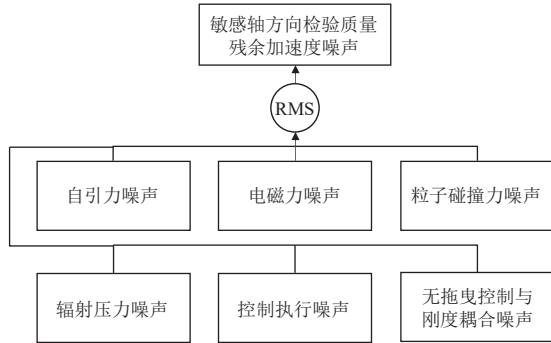 敏感轴方向检验质量
残余加速度噪声
RMS
自引力噪声
电磁力噪声
粒子碰撞力噪声
辐射压力噪声
控制执行噪声
无拖曳控制与
刚度耦合噪声